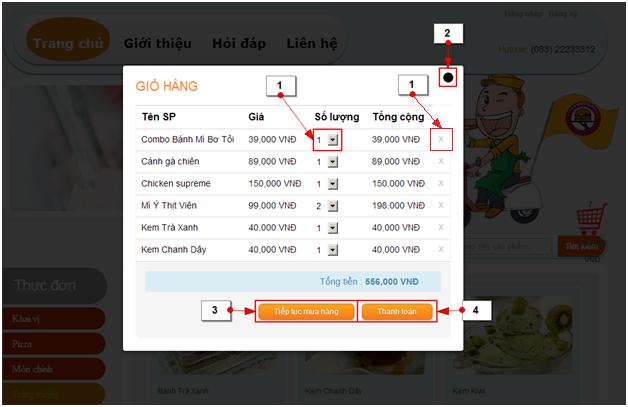 Đăng nhập Đăng ký
Trang chủ Giới thiệu Hỏi đáp Liên hệ
Hotline: (083) 22233312
2
1 1
GIỎ HÀNG
Tên SP Giá Số lượng Tổng cộng
Combo Bánh Mì Bơ Tỏi 39,000 VNĐ 1 39,000 VNĐ X
Cánh gà chiên 89,000 VNĐ 1 89,000 VNĐ X
Chicken supreme 150,000 VNĐ 1 150,000 VNĐ X
Mì Ý Thịt Viên 99,000 VNĐ 2 198,000 VNĐ X
Kem Trà Xanh 40,000 VNĐ 1 40,000 VNĐ X
Kem Chanh Dây 40,000 VNĐ 1 40,000 VNĐ X
tên sản phẩm. Tìm kiếm
VNĐ
Tổng tiền : 556,000 VNĐ
3 Tiếp tục mua hàng Thanh toán 4
Thực đơn
Khai vị
Pizza
Món chính
Tráng miệng
Bánh Trà Xanh Kem Chanh Dây Kem Kiwi